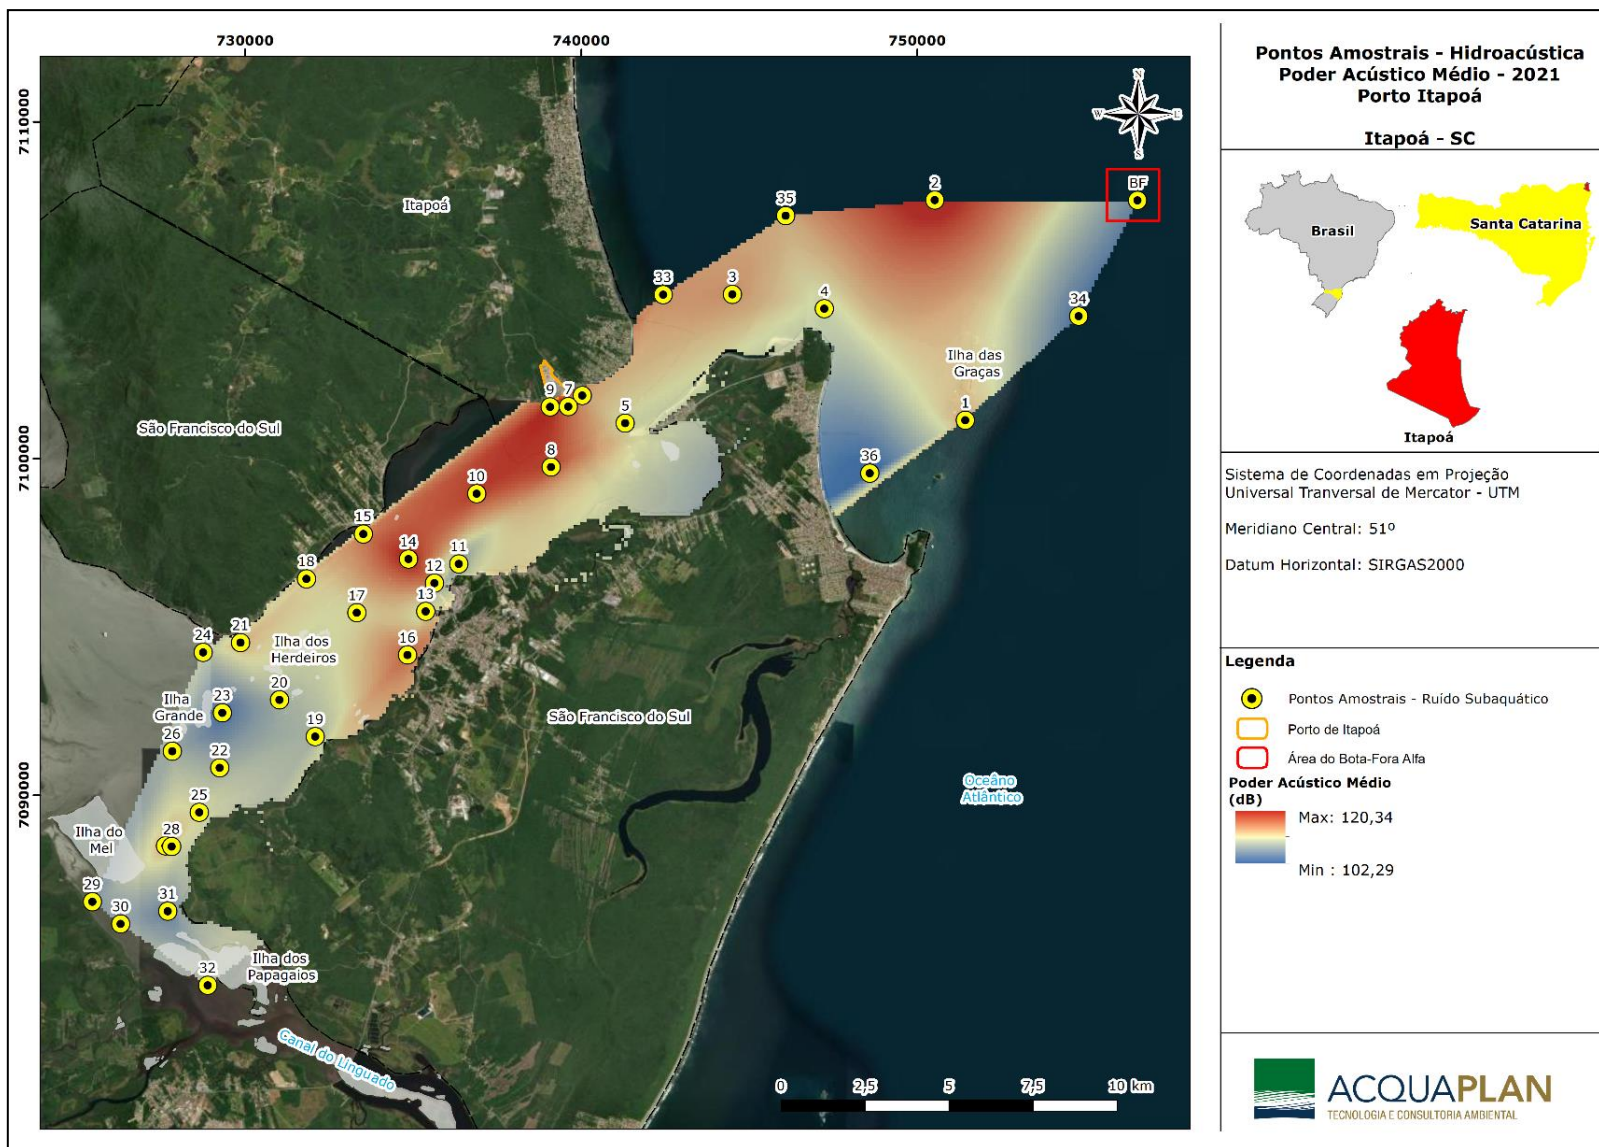 730000
740000
750000
7110000
7100000
7090000
N
W
E
S
Itapoá
São Francisco do Sul
35
2
BF
33
3
4
34
Ilha das
Graças
1
36
9
7
5
8
10
15
14
11
18
12
17
13
16
24
21
Ilha dos
Herdeiros
20
23
Ilha
Grande
19
26
22
São Francisco do Sul
25
28
Ilha do
Mel
29
30
31
32
Ilha dos
Papagaios
Canal do Linguado
Oceâno
Atlântico
0
2,5
5
7,5
10 km
Pontos Amostrais - Hidroacústica
Poder Acústico Médio - 2021
Porto Itapoá
Itapoá - SC
Brasil
Santa Catarina
Itapoá
Sistema de Coordenadas em Projeção
Universal Tranversal de Mercator - UTM
Meridiano Central: 51º
Datum Horizontal: SIRGAS2000
Legenda
Pontos Amostrais - Ruído Subaquático
Porto de Itapoá
Área do Bota-Fora Alfa
Poder Acústico Médio
(dB)
Max: 120,34
Min : 102,29
ACQUAPLAN
TECNOLOGIA E CONSULTORIA AMBIENTAL